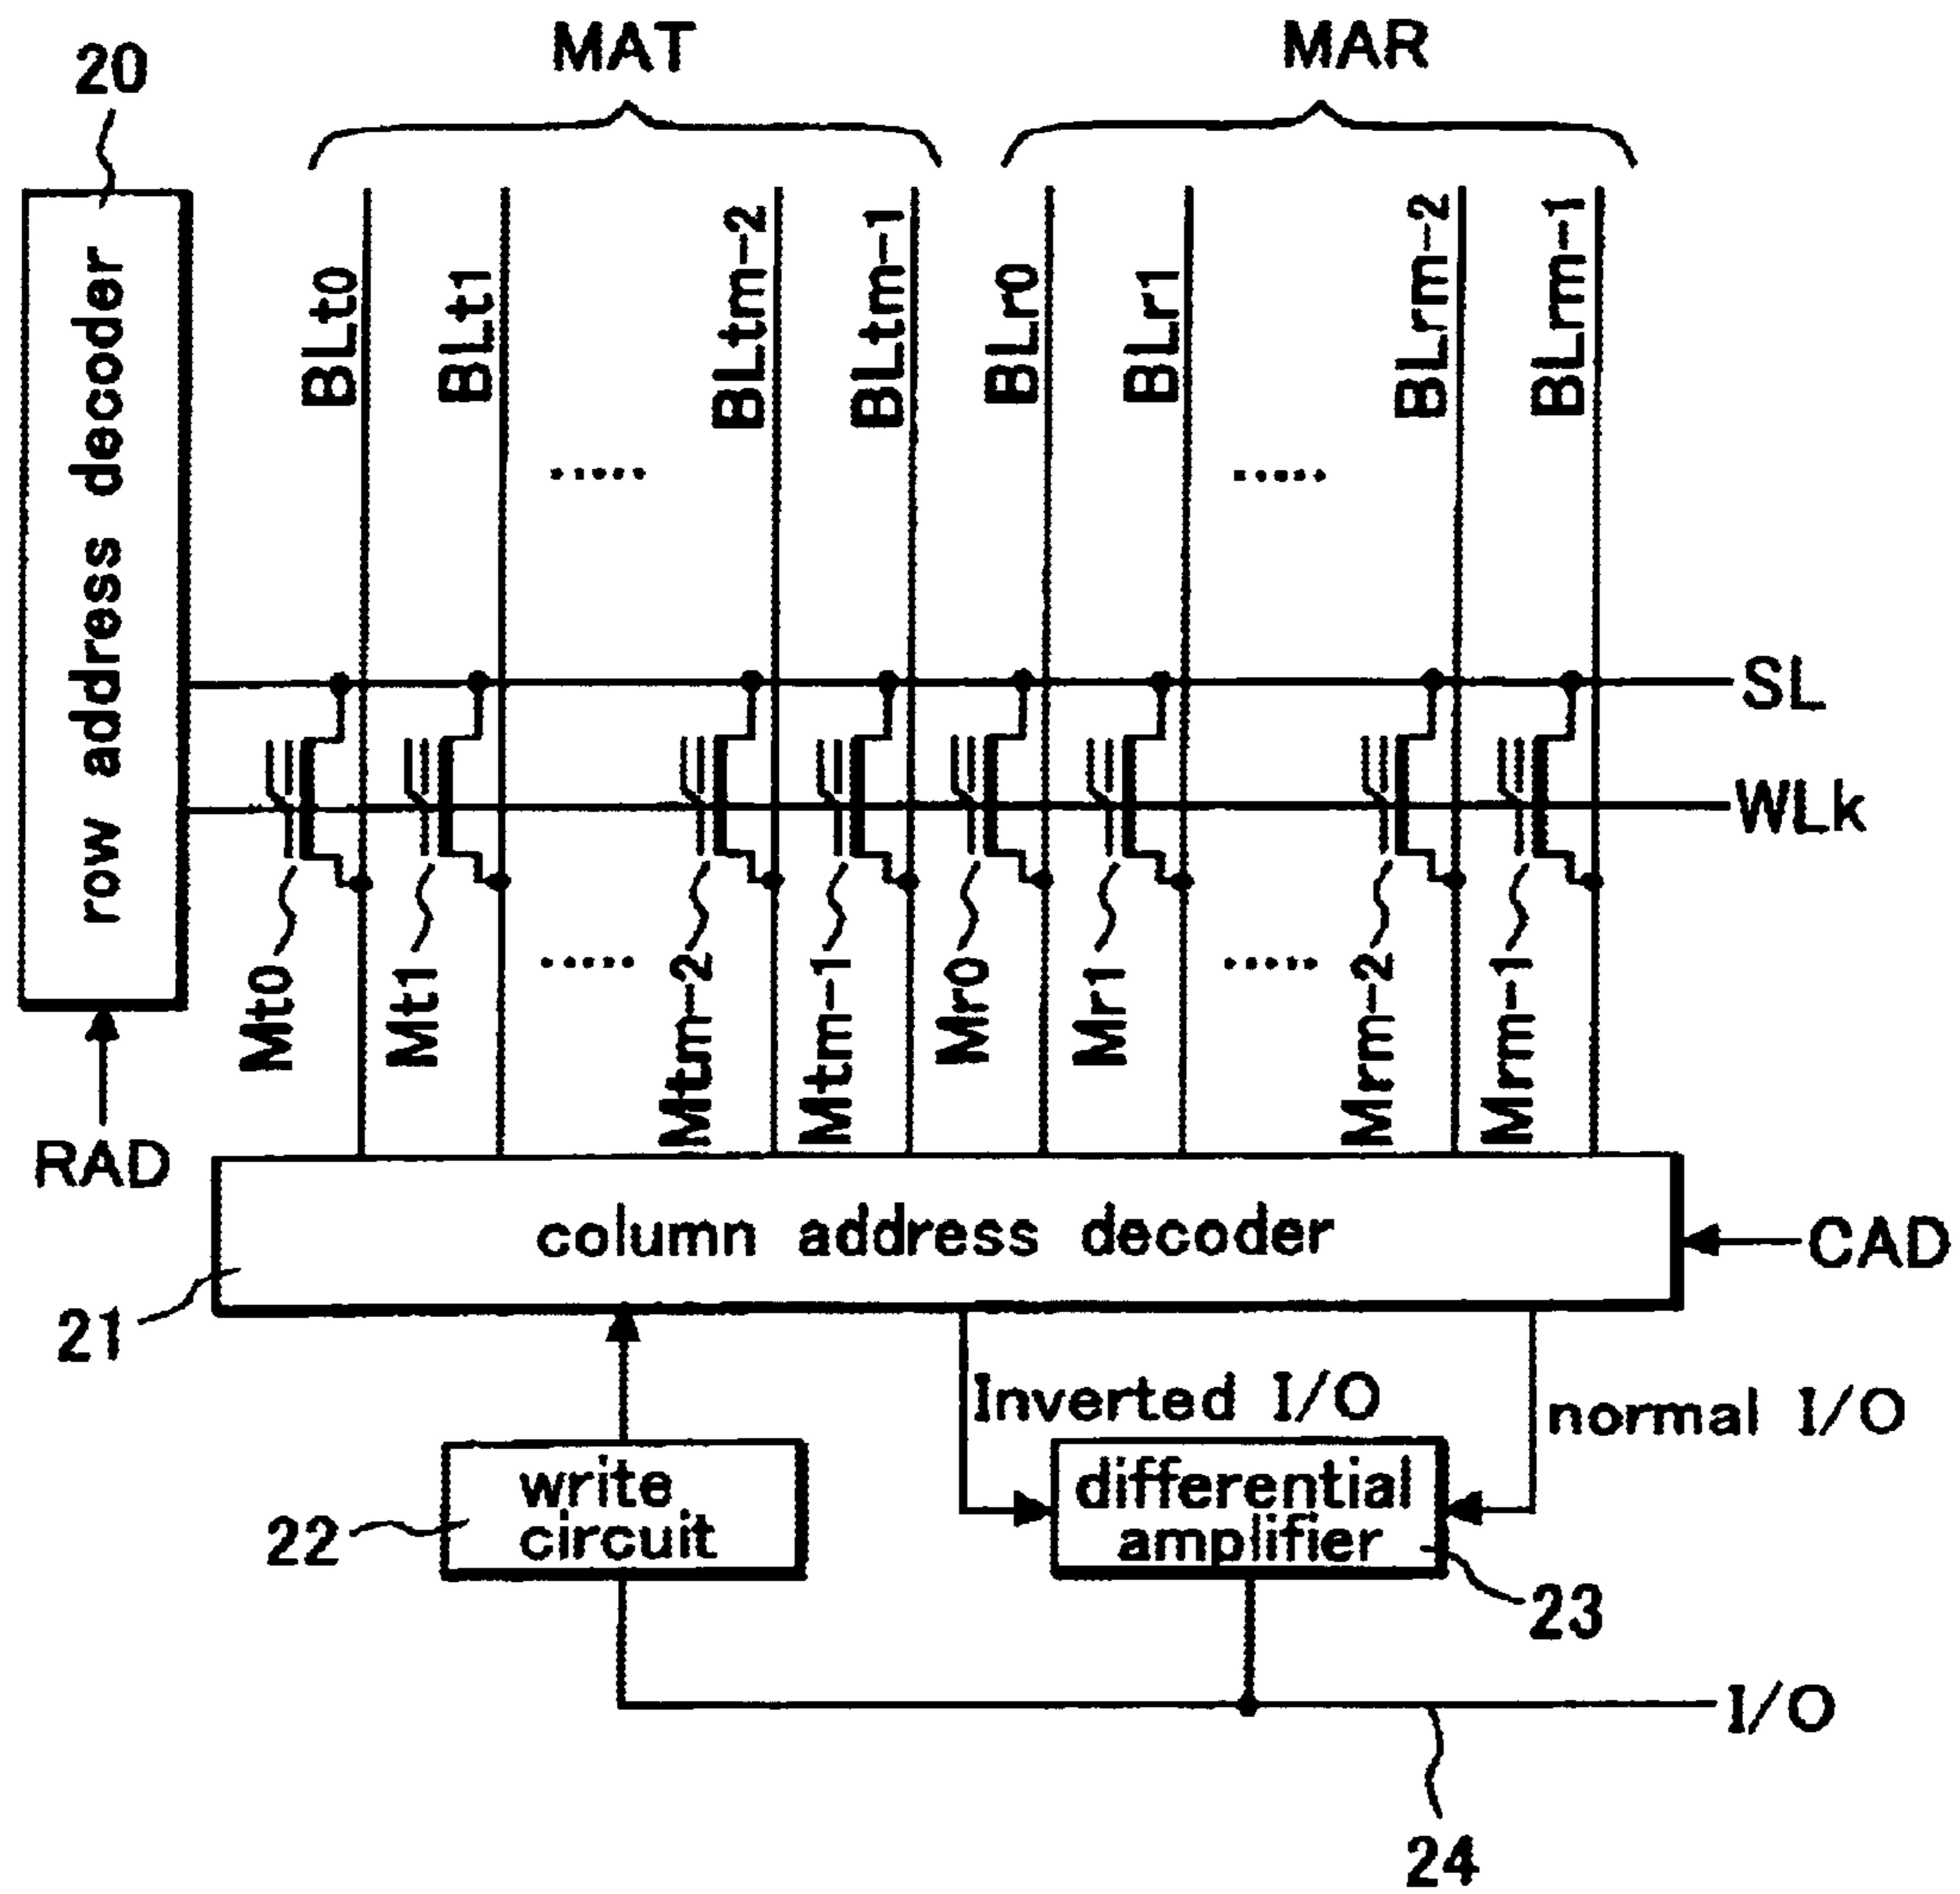 MAT
MAR
20
row address decoder
BLt0
BLt1
BLtm-2
BLtm-1
BLr0
BLr1
BLrm-2
BLrm-1
.....
.....
SL
WLk
Mt0
Mt1
.....
Mtm-2
Mtm-1
Mr0
Mr1
.....
Mrm-2
Mrm-1
RAD
column address decoder
CAD
21
Inverted I/O
normal I/O
write
circuit
differential
amplifier
22
23
I/O
24